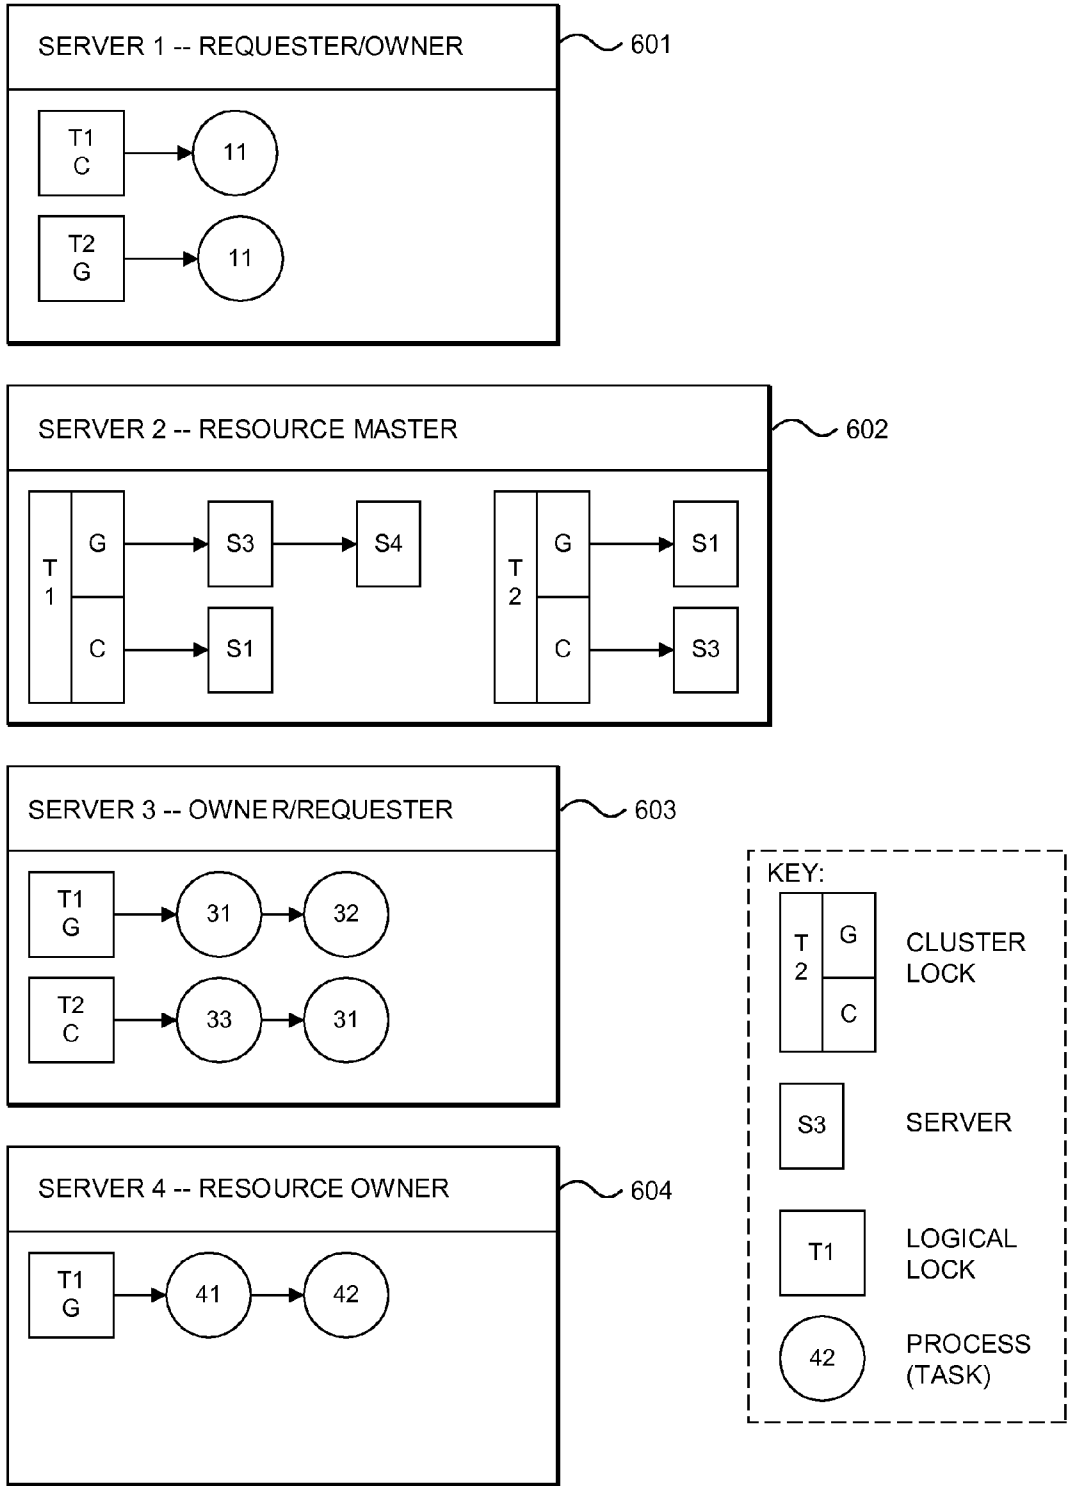 SERVER 1 -- REQUESTER/OWNER
601
T1
C
11
T2
G
11
SERVER 2 -- RESOURCE MASTER
602
T
1
G
S3
S4
C
S1
T
2
G
S1
C
S3
SERVER 3 -- OWNER/REQUESTER
603
T1
G
31
32
T2
C
33
31
SERVER 4 -- RESOURCE OWNER
604
T1
G
41
42
KEY:
T
2
G
C
CLUSTER
LOCK
S3
SERVER
T1
LOGICAL
LOCK
42
PROCESS
(TASK)